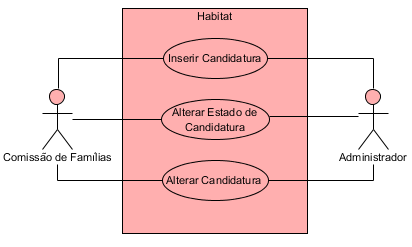 Habitat
Inserir Candidatura
Alterar Estado de
Candidatura
Comissão de Famílias
Administrador
Alterar Candidatura